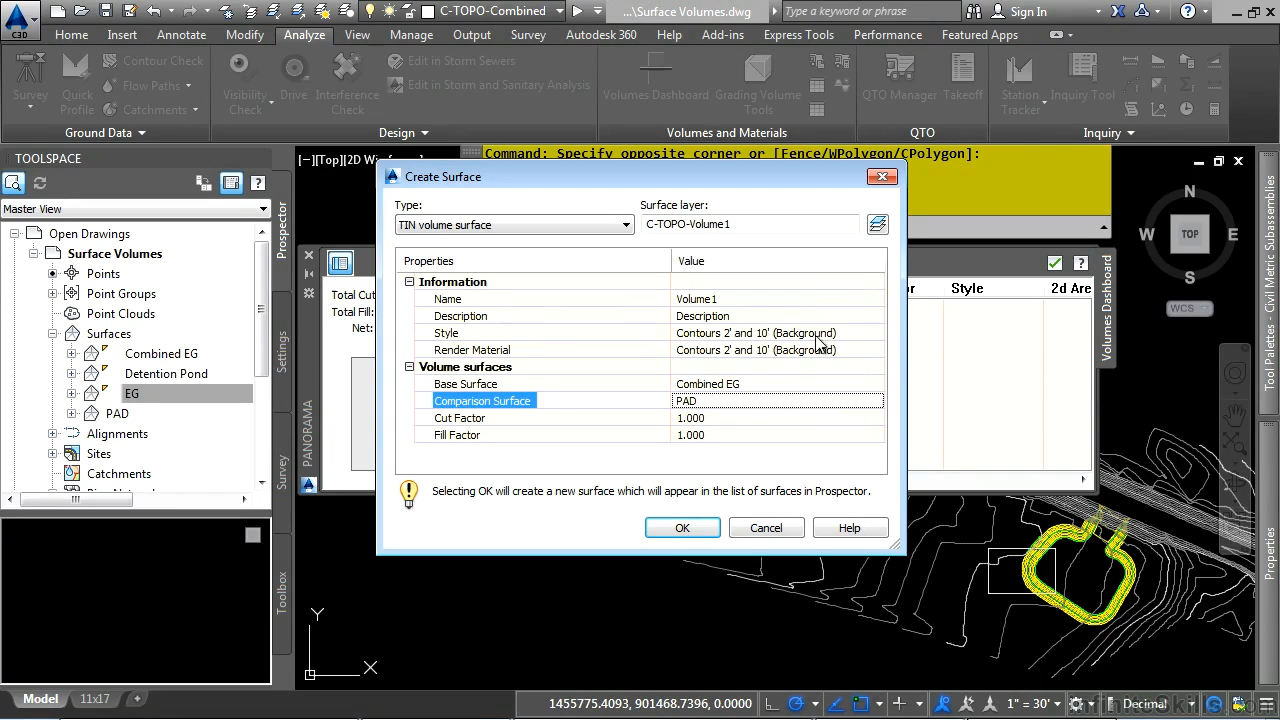 C-TOPO-Combined
...\Surface Volumes.dwg
Type a keyword or phrase
Sign In
C3D
Home Insert Annotate Modify Analyze View Manage Output Survey Autodesk 360 Help Add-ins Express Tools Performance Featured Apps
Survey
Quick Profile
Contour Check
Flow Paths
Catchments
Visibility Check
Drive
Interference Check
Edit in Storm Sewers
Edit in Storm and Sanitary Analysis
Volumes Dashboard
Grading Volume Tools
QTO Manager
Takeoff
Station Tracker
Inquiry Tool
Ground Data
Design
Volumes and Materials
QTO
Inquiry
TOOLSPACE
Master View
Open Drawings
Surface Volumes
Points
Point Groups
Point Clouds
Surfaces
Combined EG
Detention Pond
EG
PAD
Alignments
Sites
Catchments
Prospector
Settings
Survey
Toolbox
[−][Top][2D
Command: Specify opposite corner or [Fence/WPolygon/CPolygon]:
Create Surface
Type:
Surface layer:
TIN volume surface
C-TOPO-Volume1
Properties Value
Information
Name Volume1
Description Description
Style Contours 2' and 10' (Background)
Render Material Contours 2' and 10' (Background)
Volume surfaces
Base Surface Combined EG
Comparison Surface PAD
Cut Factor 1.000
Fill Factor 1.000
Selecting OK will create a new surface which will appear in the list of surfaces in Prospector.
OK Cancel Help
Total Cu
Total Fill:
Net:
PANORAMA
or Style 2d Are
Volumes Dashboard
N
W TOP E
S
WCS
Tool Palettes - Civil Metric Subassemblies
Properties
Y
X
Model 11x17
1455775.4093, 901468.7396, 0.0000
1" = 30'
Decimal
InfiniteSkills.com